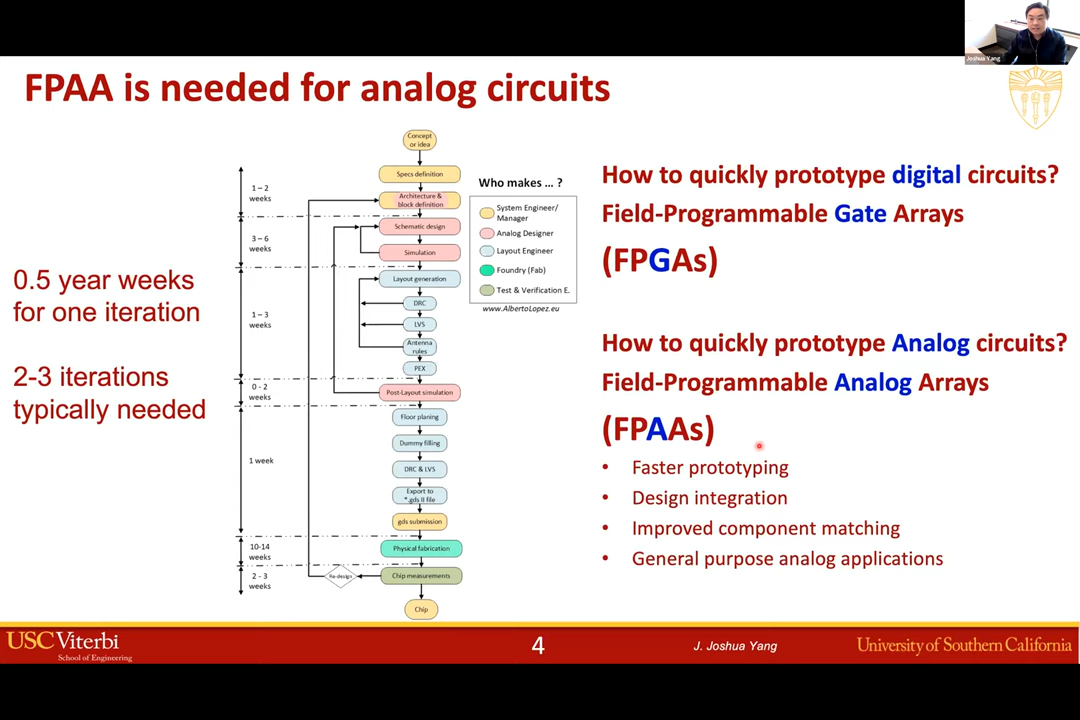 Joshua Yang
FPAA is needed for analog circuits
0.5 year weeks
for one iteration
2-3 iterations
typically needed
1 – 2
weeks
3 – 6
weeks
1 – 3
weeks
0 - 2
weeks
1 week
10-14
weeks
2 - 3
weeks
Concept
or idea
Specs definition
Architecture &
block definition
Schematic design
Simulation
Layout generation
DRC
LVS
Antenna
rules
PEX
Post-Layout simulation
Floor planing
Dummy filling
DRC & LVS
Export to
*.gds II file
gds submission
Physical fabrication
Re-design
Chip measurements
Chip
Who makes ... ?
System Engineer/
Manager
Analog Designer
Layout Engineer
Foundry (Fab)
Test & Verification E.
www.AlbertoLopez.eu
How to quickly prototype digital circuits?
Field-Programmable Gate Arrays
(FPGAs)
How to quickly prototype Analog circuits?
Field-Programmable Analog Arrays
(FPAAs)
• Faster prototyping
• Design integration
• Improved component matching
• General purpose analog applications
USC Viterbi
School of Engineering
4
J. Joshua Yang
University of Southern California